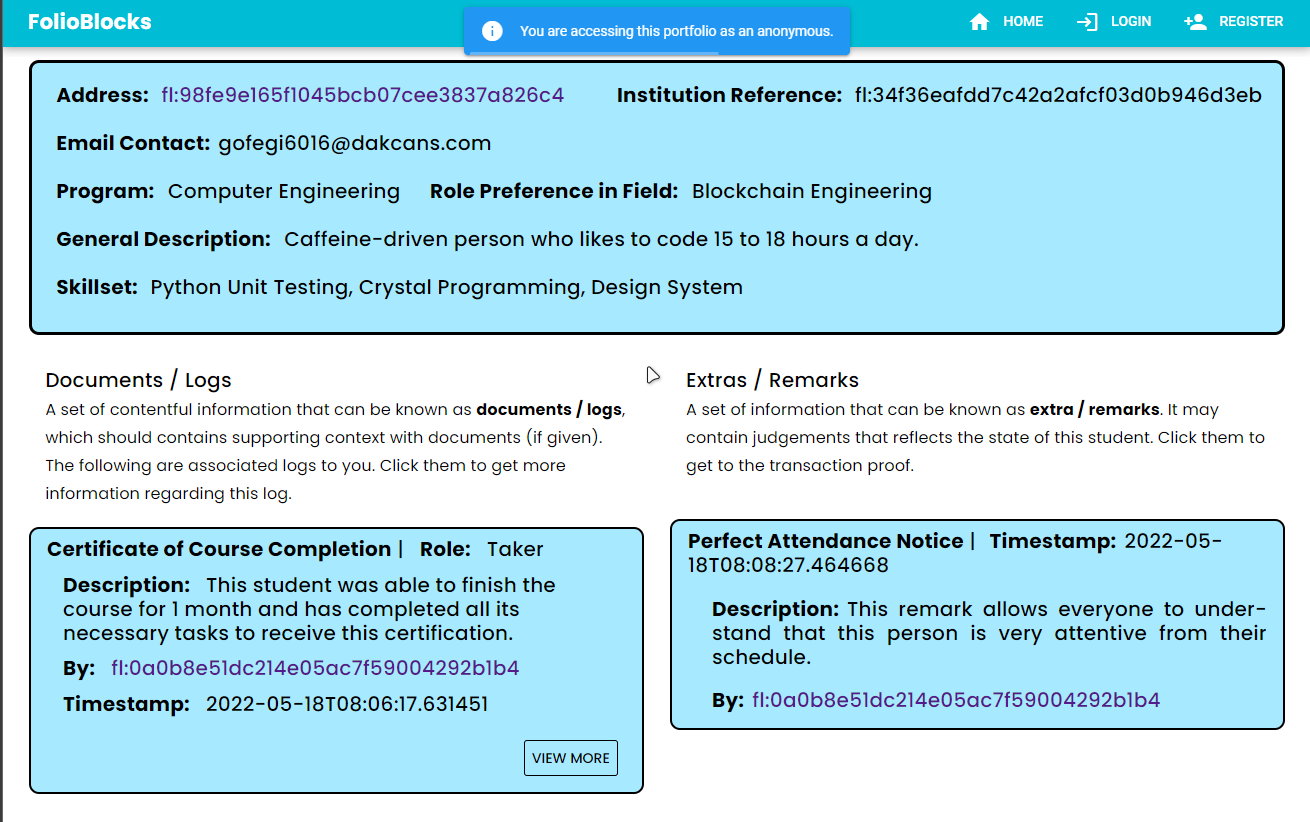 FolioBlocks
You are accessing this portfolio as an anonymous.
HOME
LOGIN
REGISTER
Address: fl:98fe9e165f1045bcb07cee3837a826c4 Institution Reference: fl:34f36eafdd7c42a2afcf03d0b946d3eb
Email Contact: gofegi6016@dakcans.com
Program: Computer Engineering Role Preference in Field: Blockchain Engineering
General Description: Caffeine-driven person who likes to code 15 to 18 hours a day.
Skillset: Python Unit Testing, Crystal Programming, Design System
Documents / Logs
A set of contentful information that can be known as documents / logs,
which should contains supporting context with documents (if given).
The following are associated logs to you. Click them to get more
information regarding this log.
Certificate of Course Completion | Role: Taker
Description: This student was able to finish the
course for 1 month and has completed all its
necessary tasks to receive this certification.
By: fl:0a0b8e51dc214e05ac7f59004292b1b4
Timestamp: 2022-05-18T08:06:17.631451
VIEW MORE
Extras / Remarks
A set of information that can be known as extra / remarks. It may
contain judgements that reflects the state of this student. Click them to
get to the transaction proof.
Perfect Attendance Notice | Timestamp: 2022-05-
18T08:08:27.464668
Description: This remark allows everyone to under-
stand that this person is very attentive from their
schedule.
By: fl:0a0b8e51dc214e05ac7f59004292b1b4